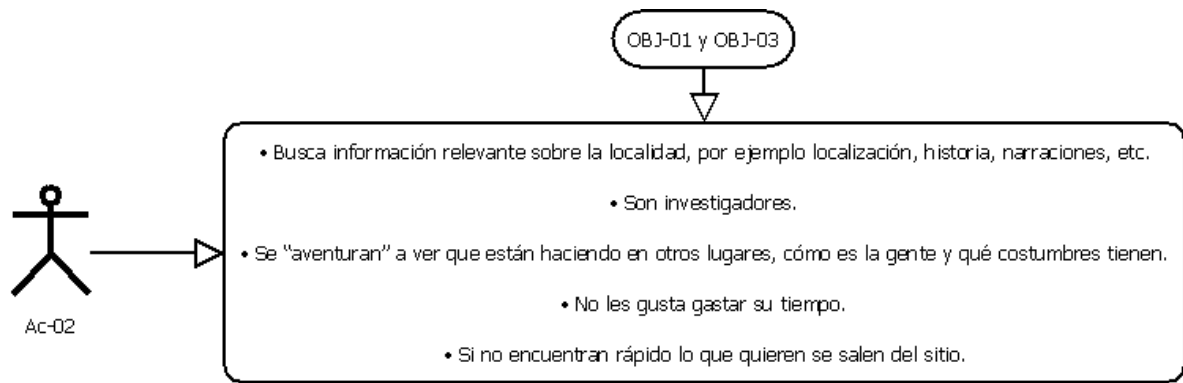 OBJ-01 y OBJ-03
• Busca información relevante sobre la localidad, por ejemplo localización, historia, narraciones, etc.
• Son investigadores.
• Se "aventuran" a ver que están haciendo en otros lugares, cómo es la gente y qué costumbres tienen.
• No les gusta gastar su tiempo.
• Si no encuentran rápido lo que quieren se salen del sitio.
Ac-02